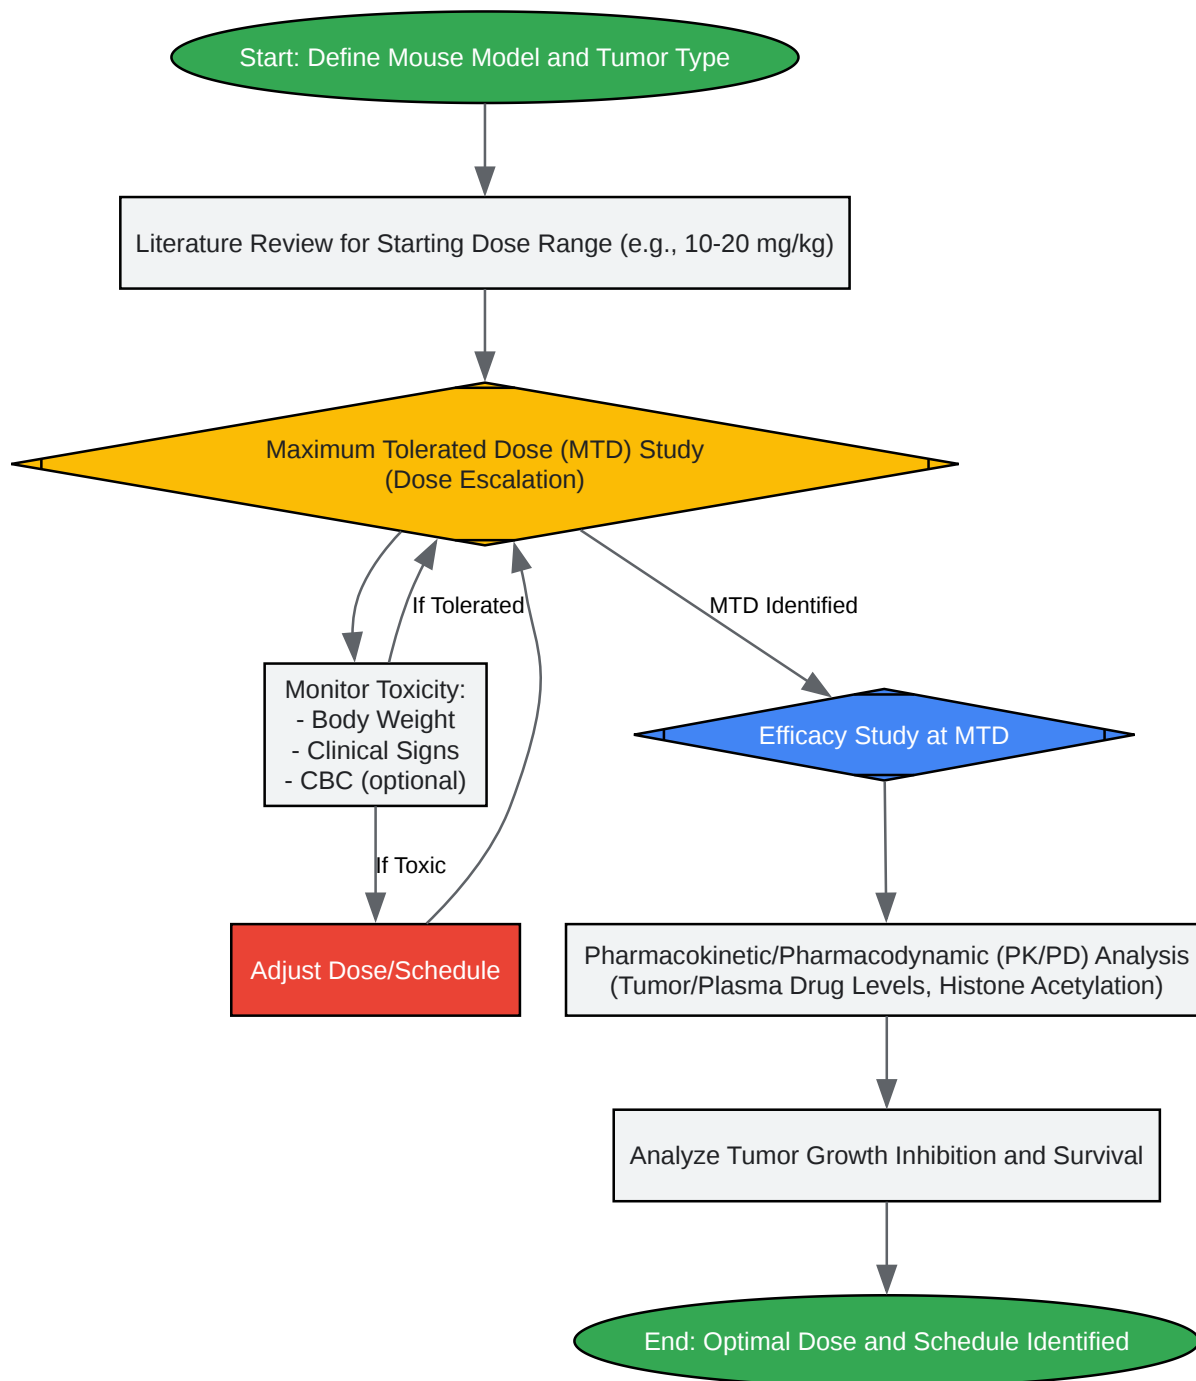 Start: Define Mouse Model and Tumor Type
Literature Review for Starting Dose Range (e.g., 10-20 mg/kg)
Maximum Tolerated Dose (MTD) Study
(Dose Escalation)
If Tolerated
MTD Identified
Monitor Toxicity:
- Body Weight
- Clinical Signs
- CBC (optional)
Efficacy Study at MTD
If Toxic
Adjust Dose/Schedule
Pharmacokinetic/Pharmacodynamic (PK/PD) Analysis
(Tumor/Plasma Drug Levels, Histone Acetylation)
Analyze Tumor Growth Inhibition and Survival
End: Optimal Dose and Schedule Identified